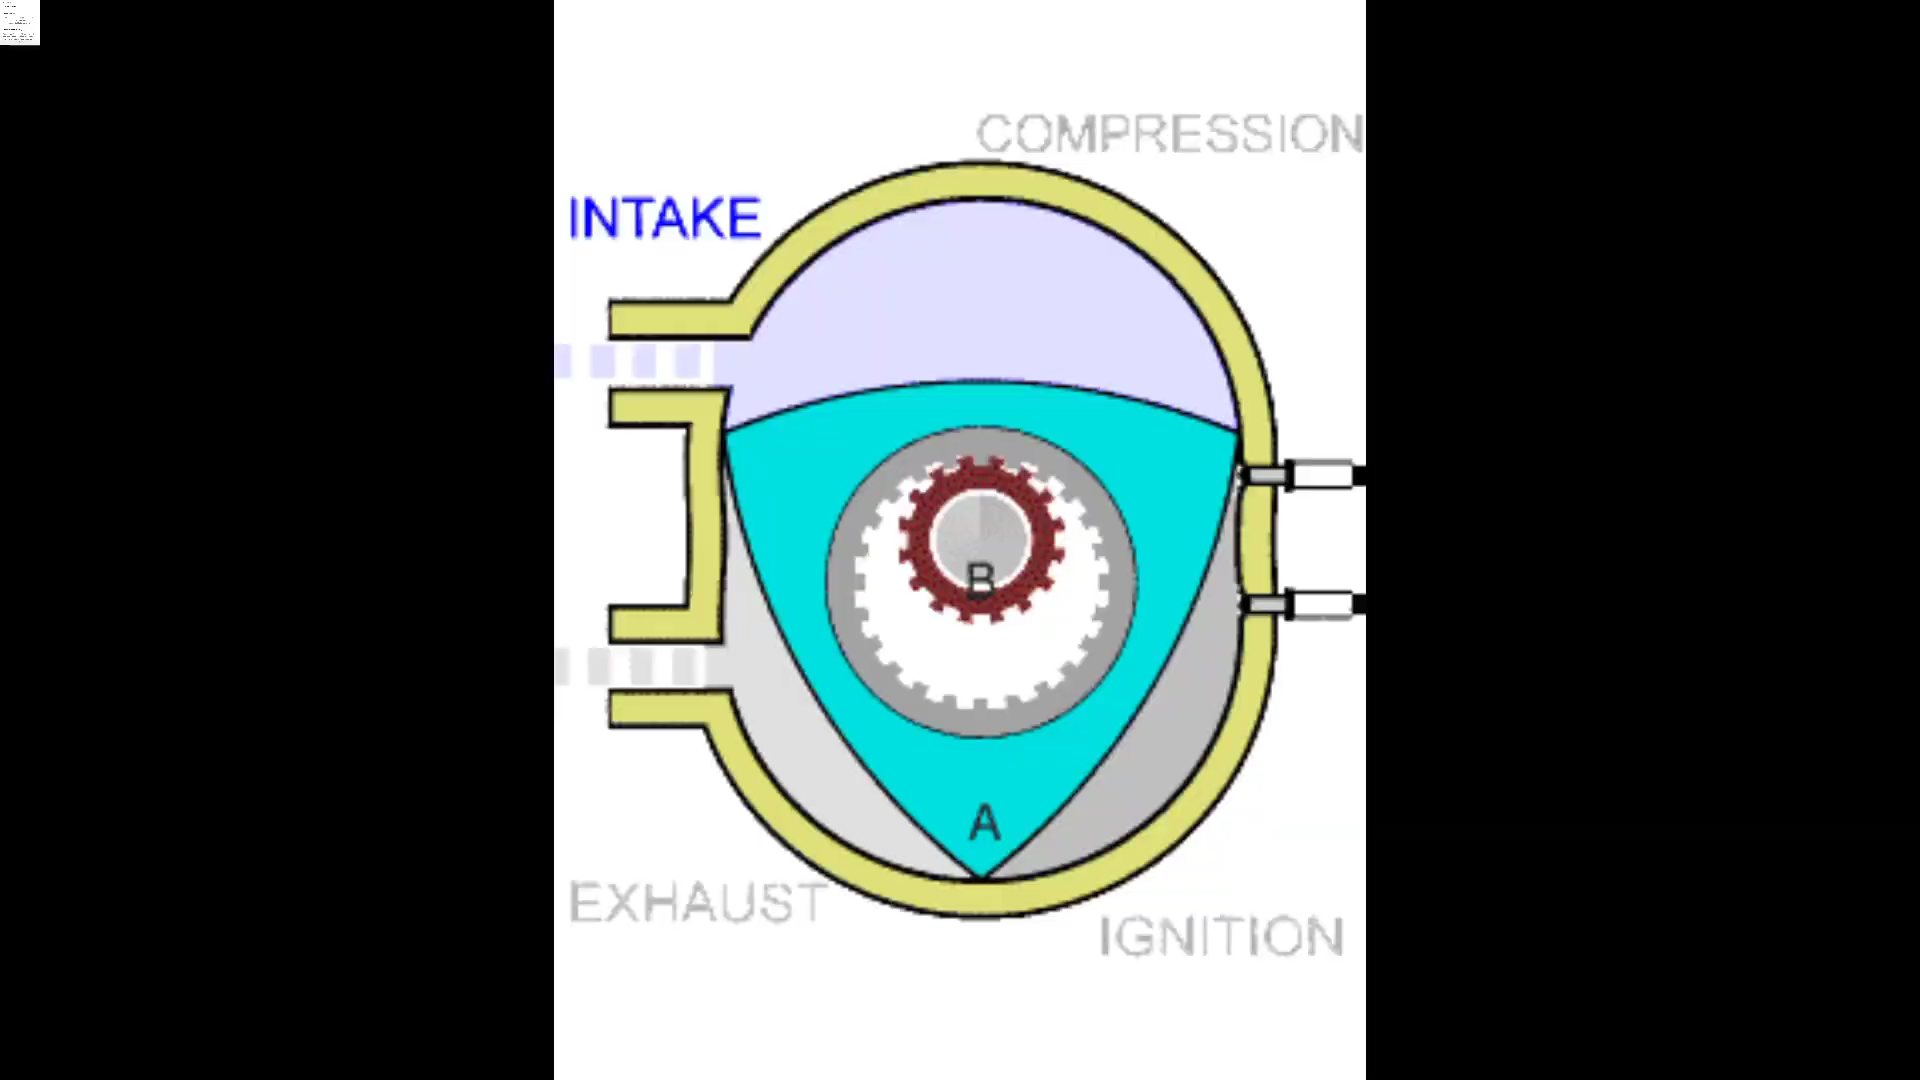 COMPRESSION
INTAKE
B
A
EXHAUST
IGNITION